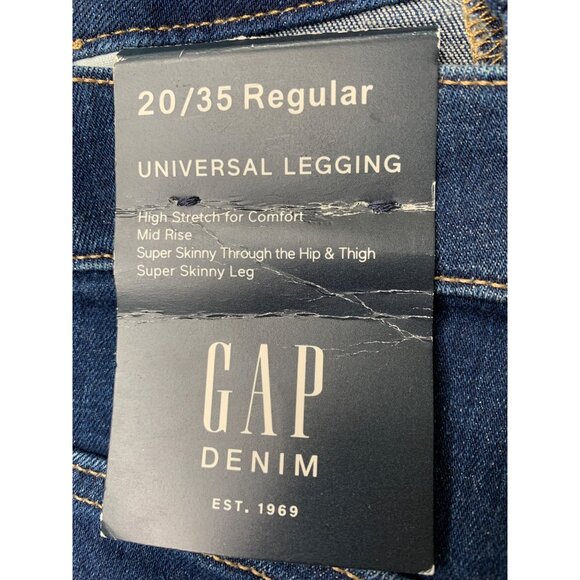 20/35 Regular
UNIVERSAL LEGGING
High Stretch for Comfort
Mid Rise
Super Skinny Through the Hip & Thigh
Super Skinny Leg
GAP
DENIM
EST. 1969